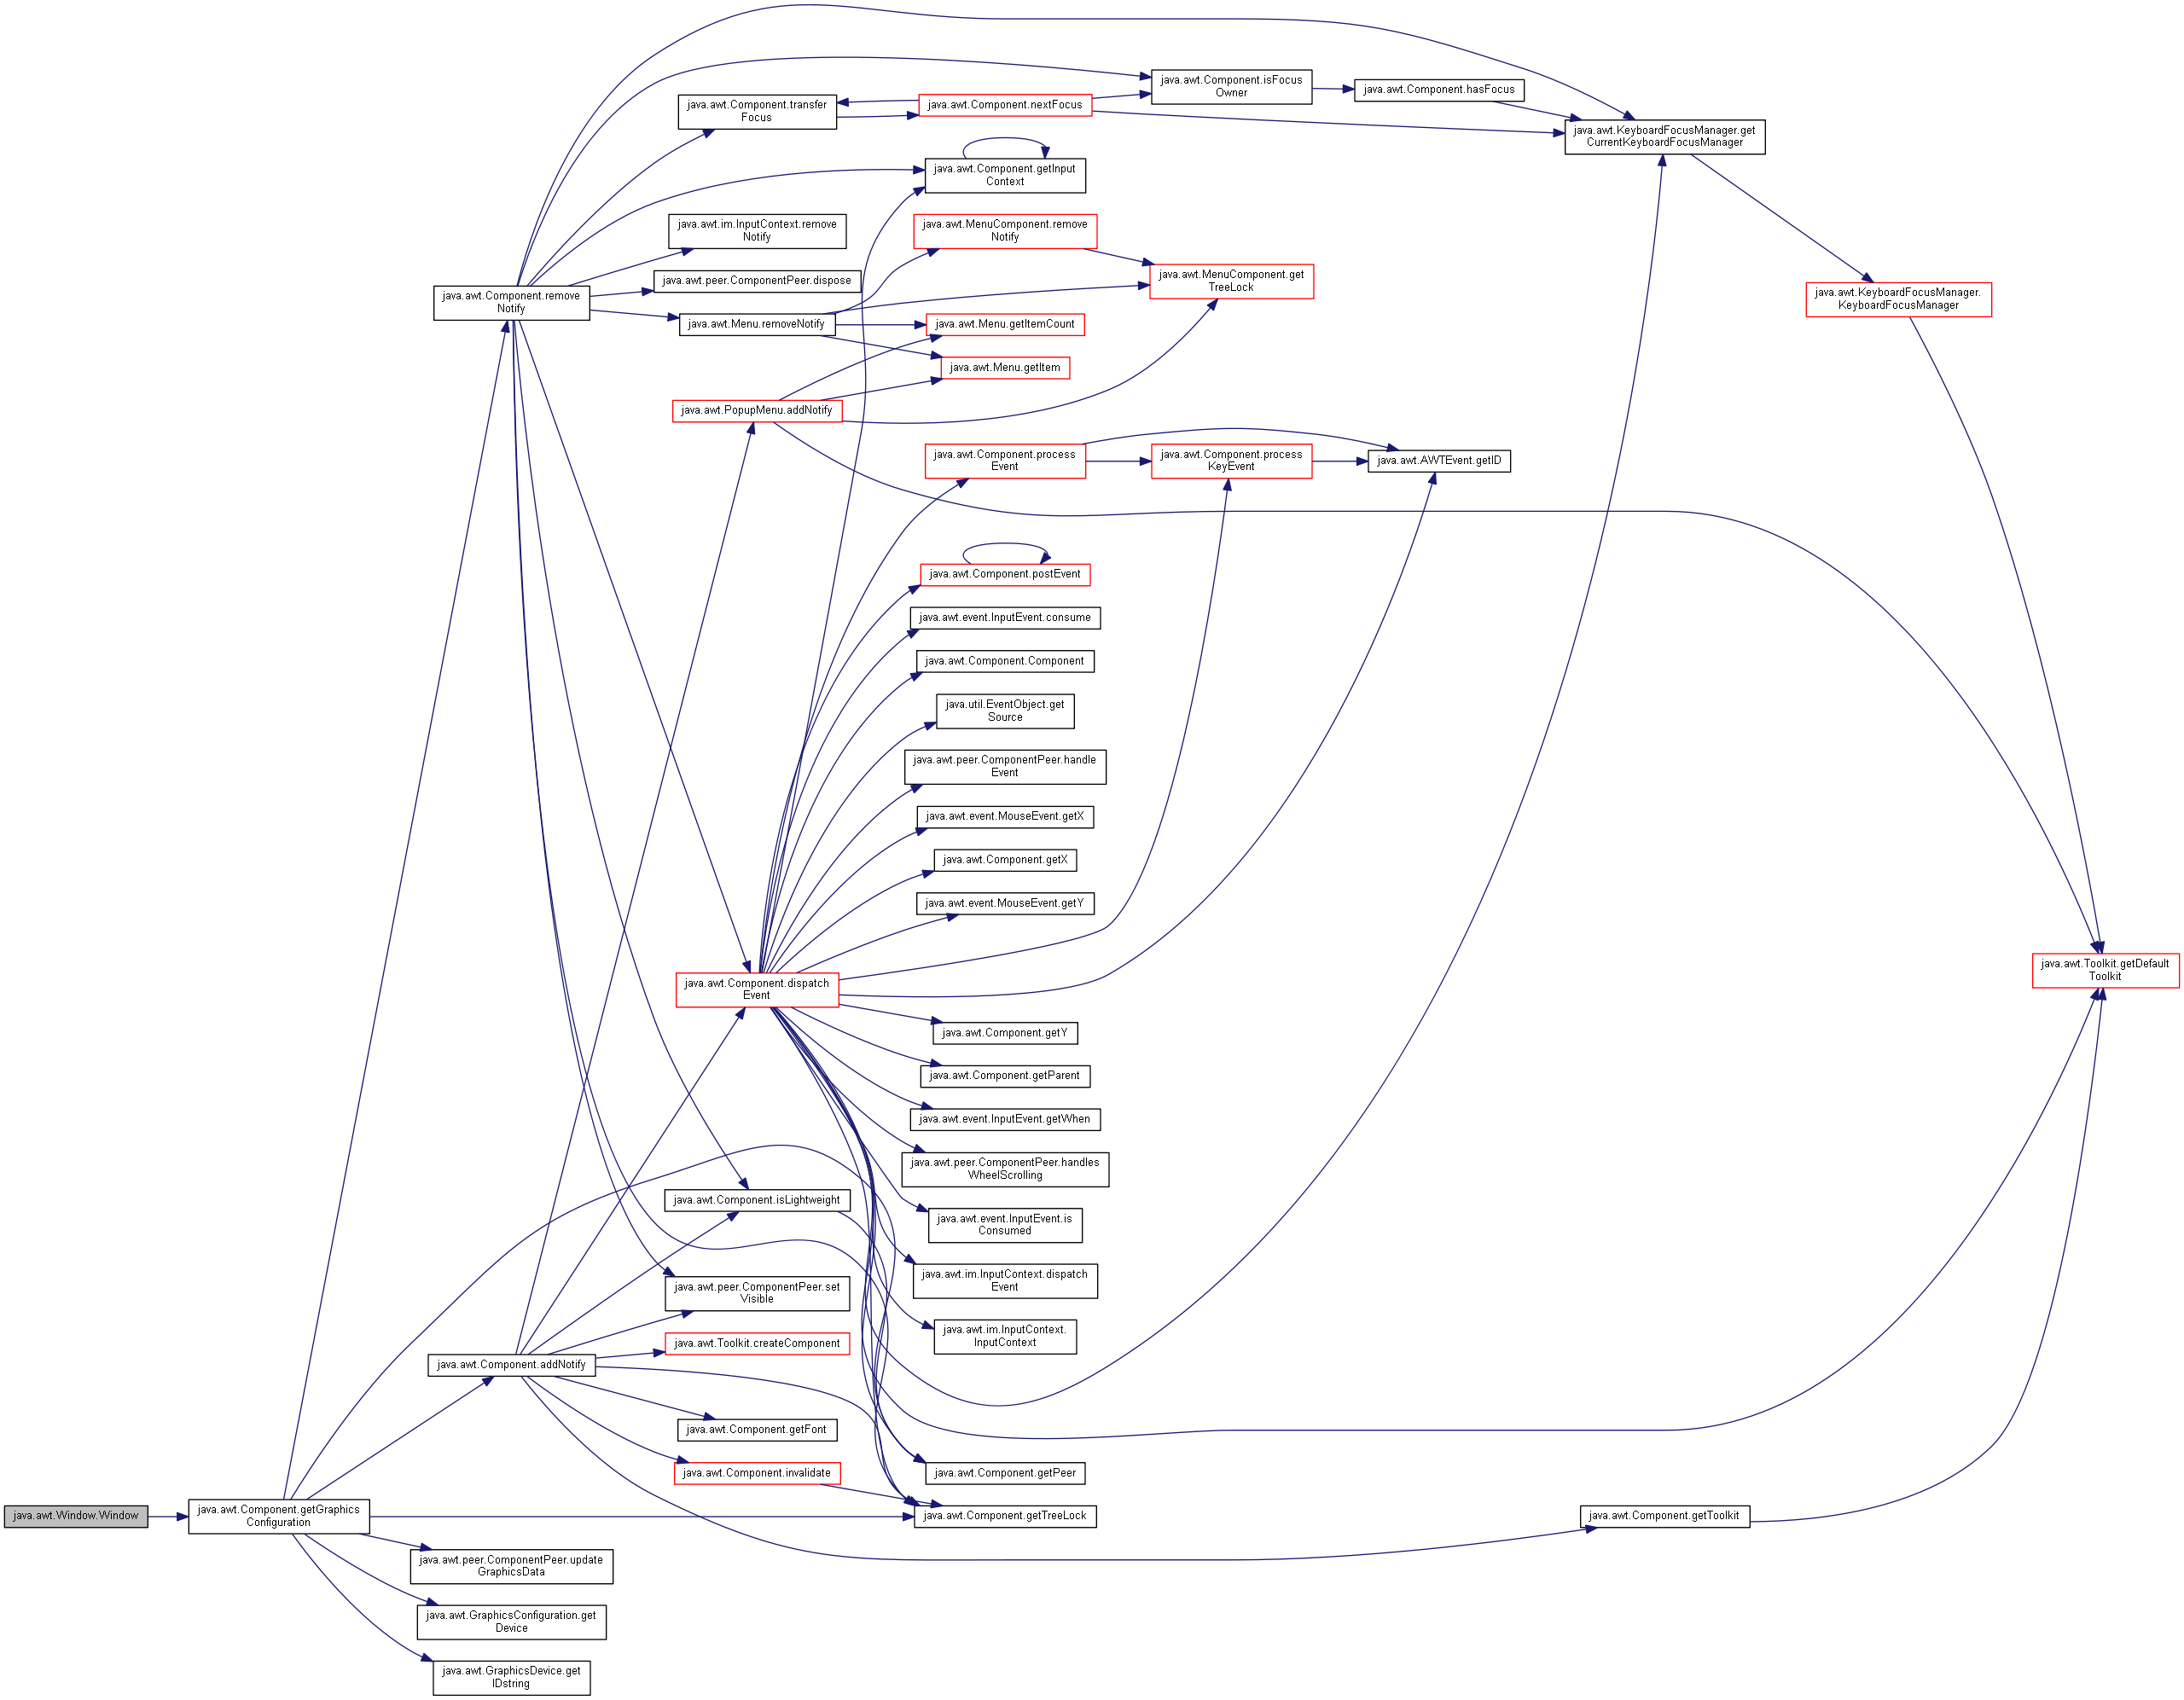 java.awt.Component.isFocus
Owner
java.awt.Component.hasFocus
java.awt.Component.transfer
Focus
java.awt.Component.nextFocus
java.awt.KeyboardFocusManager.get
CurrentKeyboardFocusManager
java.awt.Component.getInput
Context
java.awt.im.InputContext.remove
Notify
java.awt.MenuComponent.remove
Notify
java.awt.peer.ComponentPeer.dispose
java.awt.MenuComponent.get
TreeLock
java.awt.Component.remove
Notify
java.awt.KeyboardFocusManager.
KeyboardFocusManager
java.awt.Menu.removeNotify
java.awt.Menu.getItemCount
java.awt.Menu.getItem
java.awt.PopupMenu.addNotify
java.awt.Component.process
Event
java.awt.Component.process
KeyEvent
java.awt.AWTEvent.getID
java.awt.Component.postEvent
java.awt.event.InputEvent.consume
java.awt.Component.Component
java.util.EventObject.get
Source
java.awt.peer.ComponentPeer.handle
Event
java.awt.event.MouseEvent.getX
java.awt.Component.getX
java.awt.event.MouseEvent.getY
java.awt.Component.dispatch
Event
java.awt.Toolkit.getDefault
Toolkit
java.awt.Component.getY
java.awt.Component.getParent
java.awt.event.InputEvent.getWhen
java.awt.peer.ComponentPeer.handles
WheelScrolling
java.awt.Component.isLightweight
java.awt.event.InputEvent.is
Consumed
java.awt.peer.ComponentPeer.set
Visible
java.awt.im.InputContext.dispatch
Event
java.awt.im.InputContext.
InputContext
java.awt.Toolkit.createComponent
java.awt.Component.addNotify
java.awt.Component.getFont
java.awt.Component.invalidate
java.awt.Component.getPeer
java.awt.Window.Window
java.awt.Component.getGraphics
Configuration
java.awt.Component.getTreeLock
java.awt.Component.getToolkit
java.awt.peer.ComponentPeer.update
GraphicsData
java.awt.GraphicsConfiguration.get
Device
java.awt.GraphicsDevice.get
IDstring